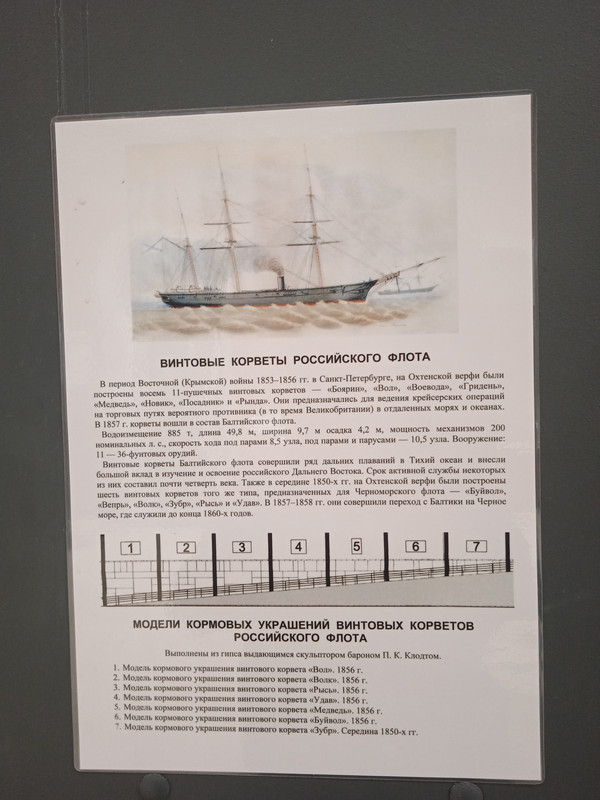 ВИНТОВЫЕ КОРВЕТЫ РОССИЙСКОГО ФЛОТА
В период Восточной (Крымской) войны 1853–1856 гг. в Санкт-Петербурге, на Охтенской верфи были
построены восемь 11-пушечных винтовых корветов — «Боярин», «Вол», «Воевода», «Гридень»,
«Медведь», «Новик», «Посадник» и «Рында». Они предназначались для ведения крейсерских операций
на торговых путях вероятного противника (в то время Великобритании) в отдаленных морях и океанах.
В 1857 г. корветы вошли в состав Балтийского флота.
Водоизмещение 885 т, длина 49,8 м, ширина 9,7 м осадка 4,2 м, мощность механизмов 200
номинальных л. с., скорость хода под парами 8,5 узла, под парами и парусами — 10,5 узла. Вооружение:
11 — 36-фунтовых орудий.
Винтовые корветы Балтийского флота совершили ряд дальних плаваний в Тихий океан и внесли
большой вклад в изучение и освоение российского Дальнего Востока. Срок активной службы некоторых
из них составил почти четверть века. Также в середине 1850-х гг. на Охтенской верфи были построены
шесть винтовых корветов того же типа, предназначенных для Черноморского флота — «Буйвол»,
«Вепрь», «Волк», «Зубр», «Рысь» и «Удав». В 1857–1858 гг. они совершили переход с Балтики на Черное
море, где служили до конца 1860-х годов.
1 2 3 4 5 6 7
МОДЕЛИ КОРМОВЫХ УКРАШЕНИЙ ВИНТОВЫХ КОРВЕТОВ
РОССИЙСКОГО ФЛОТА
Выполнены из гипса выдающимся скульптором бароном П. К. Клодтом.
1. Модель кормового украшения винтового корвета «Вол». 1856 г.
2. Модель кормового украшения винтового корвета «Волк». 1856 г.
3. Модель кормового украшения винтового корвета «Рысь». 1856 г.
4. Модель кормового украшения винтового корвета «Удав». 1856 г.
5. Модель кормового украшения винтового корвета «Медведь». 1856 г.
6. Модель кормового украшения винтового корвета «Буйвол». 1856 г.
7. Модель кормового украшения винтового корвета «Зубр». Середина 1850-х гг.